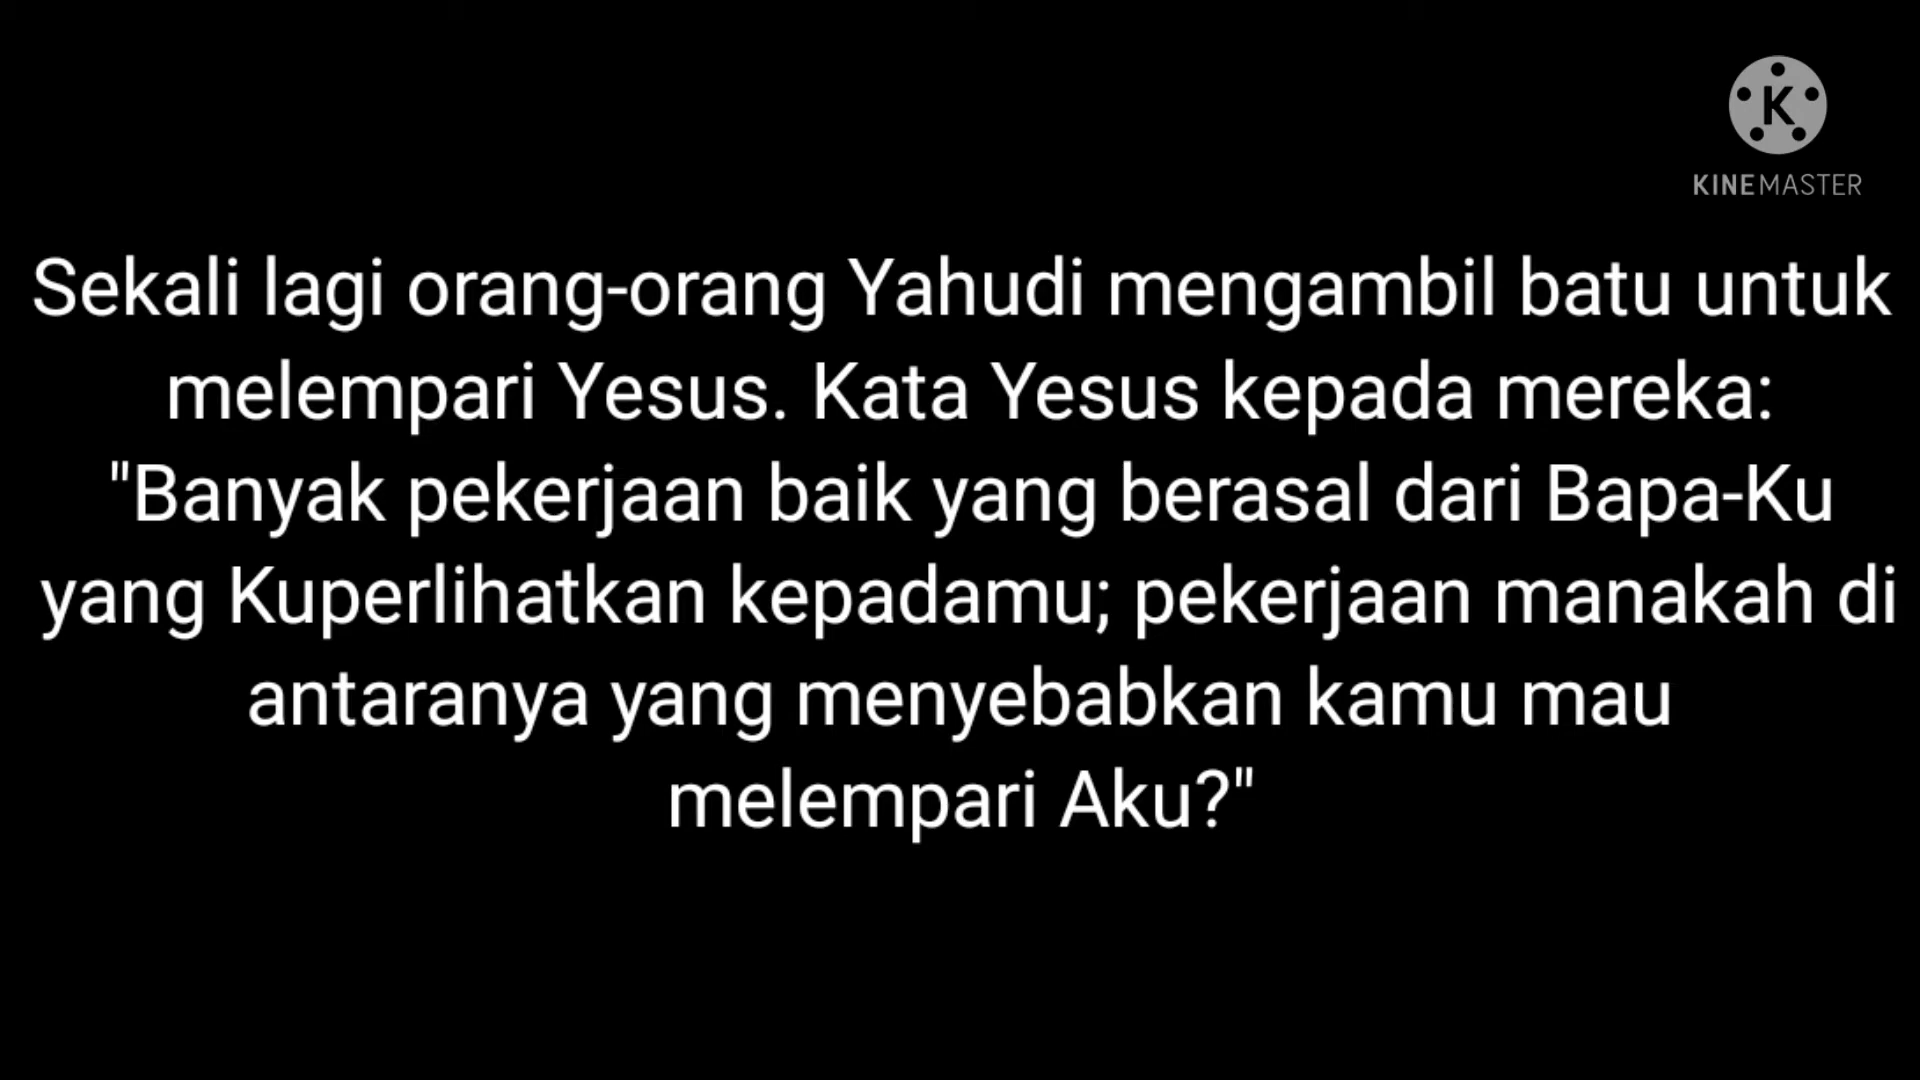 K
KINEMASTER
Sekali lagi orang-orang Yahudi mengambil batu untuk
melempari Yesus. Kata Yesus kepada mereka:
"Banyak pekerjaan baik yang berasal dari Bapa-Ku
yang Kuperlihatkan kepadamu; pekerjaan manakah di
antaranya yang menyebabkan kamu mau
melempari Aku?"